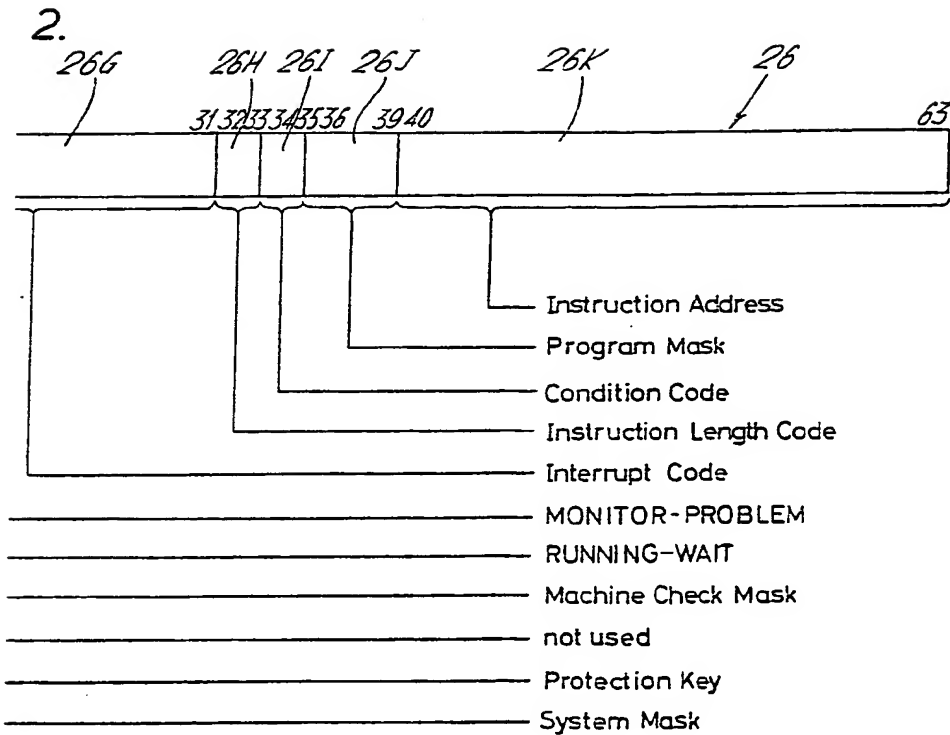 2.
26G 26H 26I 26J 26K 26
31 32 33 34 35 36 39 40 63
Instruction Address
Program Mask
Condition Code
Instruction Length Code
Interrupt Code
MONITOR-PROBLEM
RUNNING-WAIT
Machine Check Mask
not used
Protection Key
System Mask